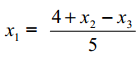 x₁ = (4 + x₂ − x₃) / 5